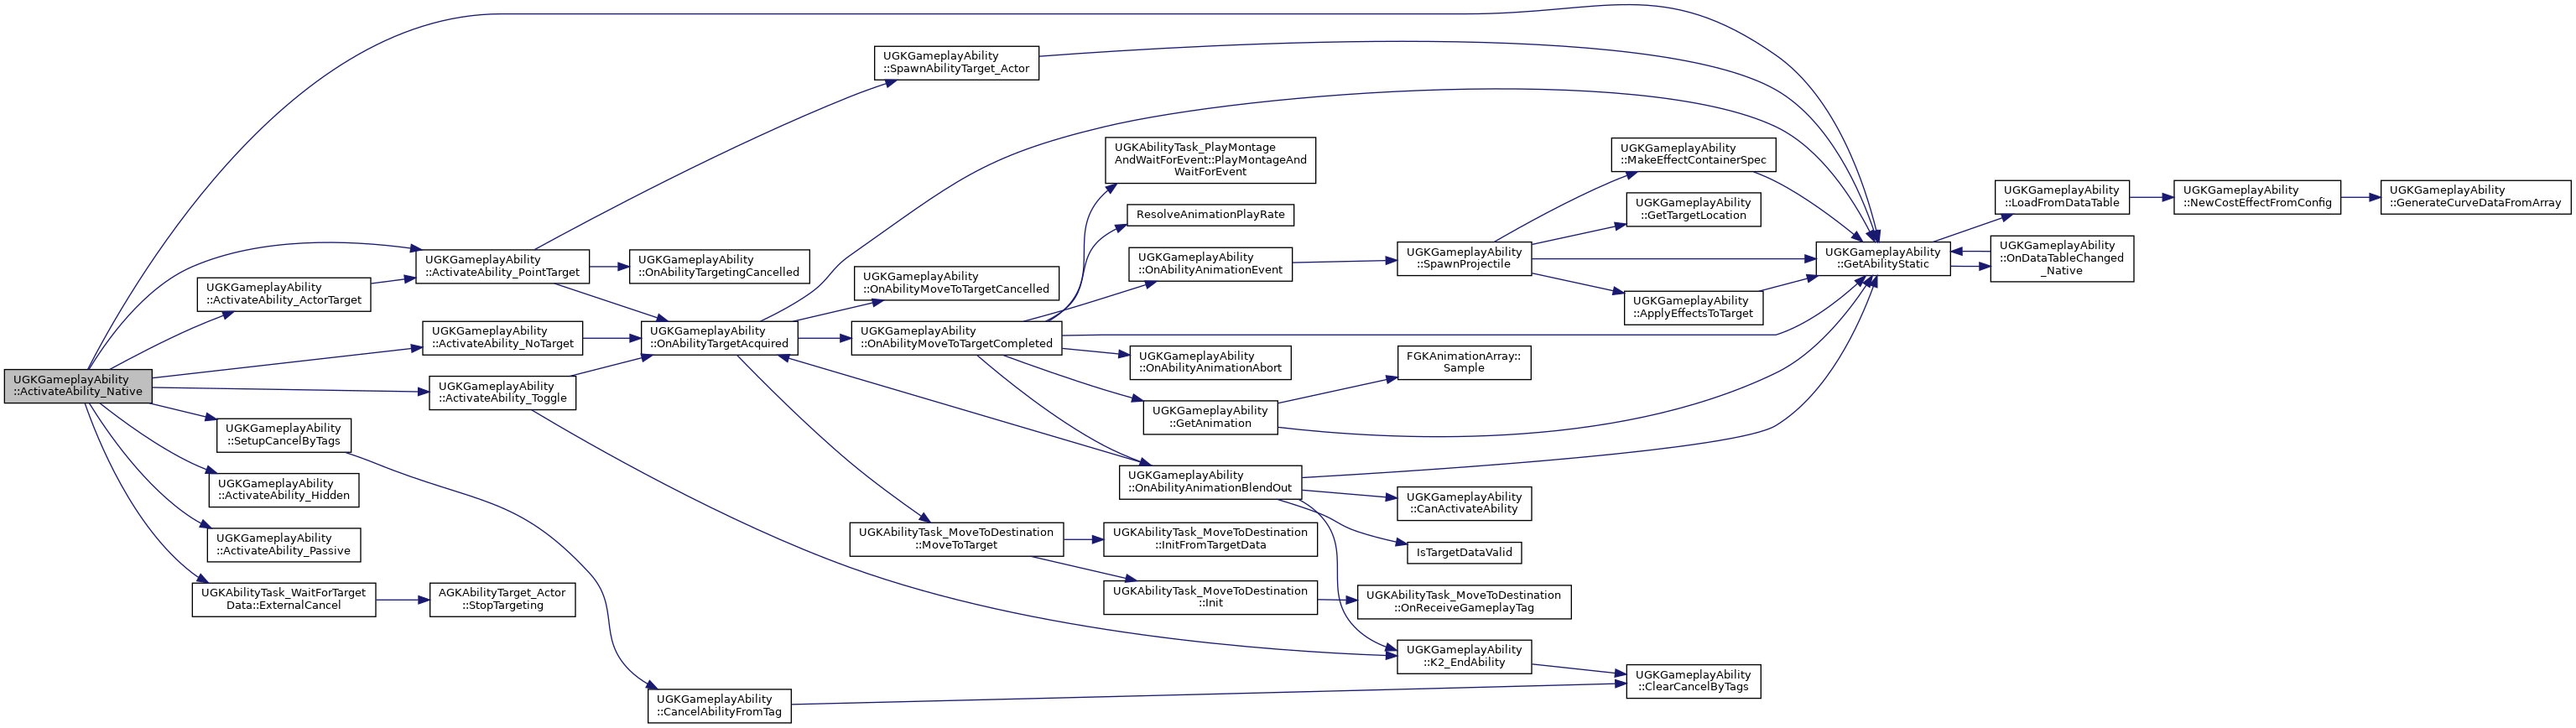 UGKGameplayAbility
::ActivateAbility_Native
UGKGameplayAbility
::ActivateAbility_ActorTarget
UGKGameplayAbility
::SetupCancelByTags
UGKGameplayAbility
::ActivateAbility_Hidden
UGKGameplayAbility
::ActivateAbility_Passive
UGKAbilityTask_WaitForTarget
Data::ExternalCancel
UGKGameplayAbility
::ActivateAbility_PointTarget
UGKGameplayAbility
::ActivateAbility_NoTarget
UGKGameplayAbility
::ActivateAbility_Toggle
AGKAbilityTarget_Actor
::StopTargeting
UGKGameplayAbility
::OnAbilityTargetingCancelled
UGKGameplayAbility
::OnAbilityTargetAcquired
UGKGameplayAbility
::CancelAbilityFromTag
UGKGameplayAbility
::SpawnAbilityTarget_Actor
UGKGameplayAbility
::OnAbilityMoveToTargetCancelled
UGKGameplayAbility
::OnAbilityMoveToTargetCompleted
UGKAbilityTask_MoveToDestination
::MoveToTarget
UGKAbilityTask_PlayMontage
AndWaitForEvent::PlayMontageAnd
WaitForEvent
ResolveAnimationPlayRate
UGKGameplayAbility
::OnAbilityAnimationEvent
UGKGameplayAbility
::OnAbilityAnimationAbort
UGKGameplayAbility
::GetAnimation
UGKGameplayAbility
::OnAbilityAnimationBlendOut
UGKAbilityTask_MoveToDestination
::InitFromTargetData
UGKAbilityTask_MoveToDestination
::Init
UGKGameplayAbility
::SpawnProjectile
FGKAnimationArray::
Sample
UGKGameplayAbility
::CanActivateAbility
IsTargetDataValid
UGKAbilityTask_MoveToDestination
::OnReceiveGameplayTag
UGKGameplayAbility
::K2_EndAbility
UGKGameplayAbility
::MakeEffectContainerSpec
UGKGameplayAbility
::GetTargetLocation
UGKGameplayAbility
::ApplyEffectsToTarget
UGKGameplayAbility
::ClearCancelByTags
UGKGameplayAbility
::GetAbilityStatic
UGKGameplayAbility
::LoadFromDataTable
UGKGameplayAbility
::OnDataTableChanged
_Native
UGKGameplayAbility
::NewCostEffectFromConfig
UGKGameplayAbility
::GenerateCurveDataFromArray